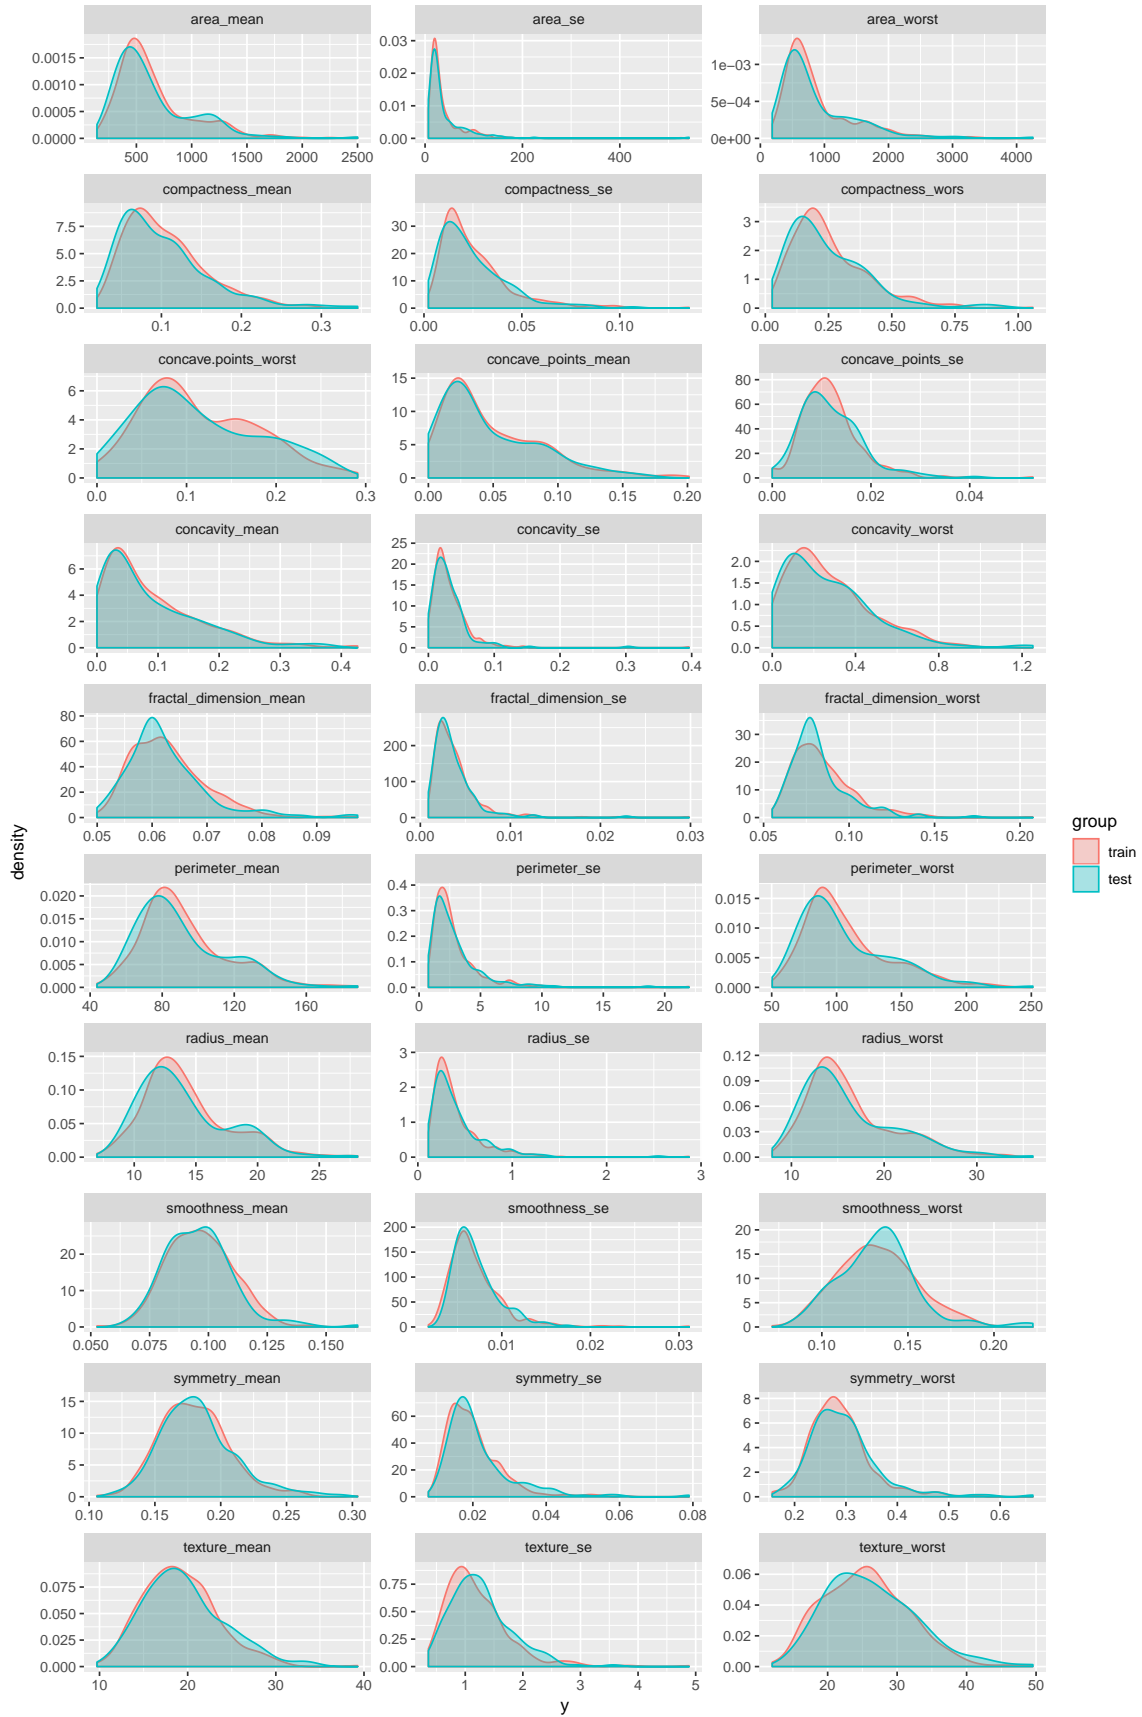 area_mean area_se area_worst
0.0015 0.03 1e−03
0.0010 0.02 5e−04
0.0005 0.01 0e+00
0.0000 0.00
500 1000 1500 2000 2500 0 200 400 0 1000 2000 3000 4000
compactness_mean compactness_se compactness_wors
7.5 30 3
5.0 20 2
2.5 10 1
0.0 0 0
0.1 0.2 0.3 0.00 0.05 0.10 0.00 0.25 0.50 0.75 1.00
concave.points_worst concave_points_mean concave_points_se
6 15 80
4 10 60
2 5 40
0 0 20
0
0.0 0.1 0.2 0.3 0.00 0.05 0.10 0.15 0.20 0.00 0.02 0.04
concavity_mean concavity_se concavity_worst
6 25 2.0
4 20 1.5
2 15 1.0
0 10 0.5
5 0.0
0
0.0 0.1 0.2 0.3 0.4 0.0 0.1 0.2 0.3 0.4 0.0 0.4 0.8 1.2
fractal_dimension_mean fractal_dimension_se fractal_dimension_worst
80 200 30
60 100 20
40 0 10
20 0
0
0.05 0.06 0.07 0.08 0.09 0.00 0.01 0.02 0.03 0.05 0.10 0.15 0.20
density
group
train
test
perimeter_mean perimeter_se perimeter_worst
0.020 0.4 0.015
0.015 0.3 0.010
0.010 0.2 0.005
0.005 0.1 0.000
0.000 0.0
40 80 120 160 0 5 10 15 20 50 100 150 200 250
radius_mean radius_se radius_worst
0.15 3 0.12
0.10 2 0.09
0.05 1 0.06
0.00 0 0.03
0.00
10 15 20 25 0 1 2 3 10 20 30
smoothness_mean smoothness_se smoothness_worst
20 200 20
10 150 15
0 100 10
50 5
0 0
0.050 0.075 0.100 0.125 0.150 0.01 0.02 0.03 0.10 0.15 0.20
symmetry_mean symmetry_se symmetry_worst
15 60 8
10 40 6
5 20 4
0 0 2
0
0.10 0.15 0.20 0.25 0.30 0.02 0.04 0.06 0.08 0.2 0.3 0.4 0.5 0.6
texture_mean texture_se texture_worst
0.075 0.75 0.06
0.050 0.50 0.04
0.025 0.25 0.02
0.000 0.00 0.00
10 20 30 40 1 2 3 4 5 20 30 40 50
y